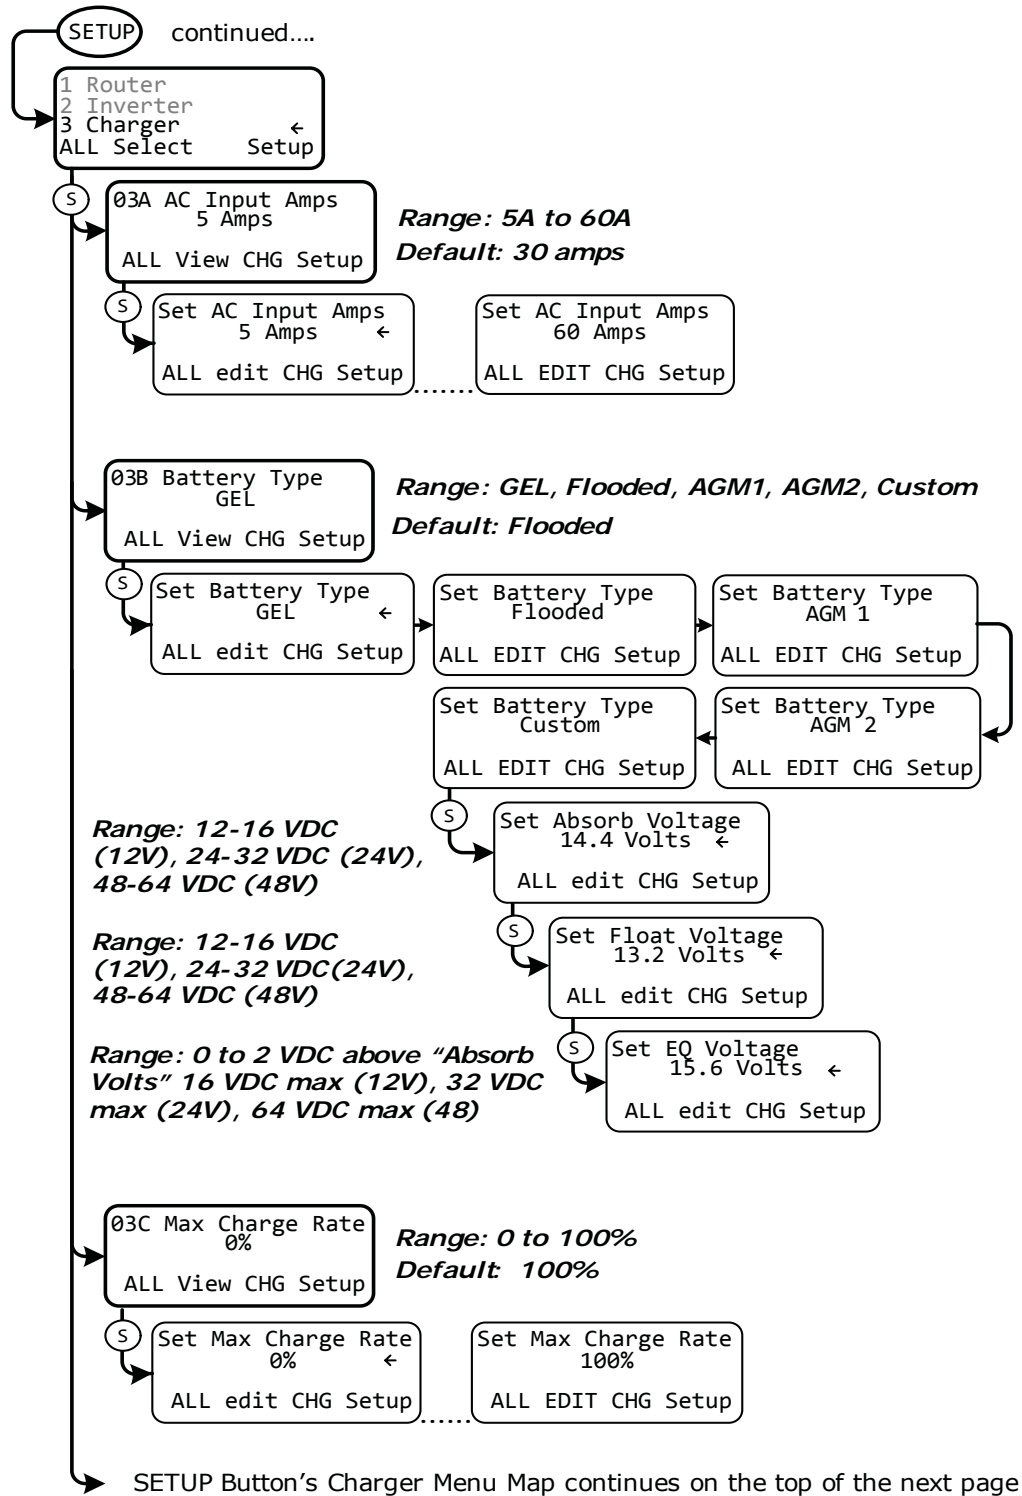 SETUP continued....
1 Router
2 Inverter
3 Charger ←
ALL Select Setup
S
03A AC Input Amps
5 Amps
ALL View CHG Setup
Range: 5A to 60A
Default: 30 amps
S
Set AC Input Amps
5 Amps ←
ALL edit CHG Setup
.......
Set AC Input Amps
60 Amps
ALL EDIT CHG Setup
03B Battery Type
GEL
ALL View CHG Setup
Range: GEL, Flooded, AGM1, AGM2, Custom
Default: Flooded
S
Set Battery Type
GEL ←
ALL edit CHG Setup
Set Battery Type
Flooded
ALL EDIT CHG Setup
Set Battery Type
AGM 1
ALL EDIT CHG Setup
Set Battery Type
AGM 2
ALL EDIT CHG Setup
Set Battery Type
Custom
ALL EDIT CHG Setup
S
Range: 12-16 VDC
(12V), 24-32 VDC (24V),
48-64 VDC (48V)
Set Absorb Voltage
14.4 Volts ←
ALL edit CHG Setup
S
Range: 12-16 VDC
(12V), 24-32 VDC(24V),
48-64 VDC (48V)
Set Float Voltage
13.2 Volts ←
ALL edit CHG Setup
S
Range: 0 to 2 VDC above “Absorb
Volts” 16 VDC max (12V), 32 VDC
max (24V), 64 VDC max (48)
Set EQ Voltage
15.6 Volts ←
ALL edit CHG Setup
03C Max Charge Rate
0%
ALL View CHG Setup
Range: 0 to 100%
Default: 100%
S
Set Max Charge Rate
0% ←
ALL edit CHG Setup
......
Set Max Charge Rate
100%
ALL EDIT CHG Setup
SETUP Button’s Charger Menu Map continues on the top of the next page